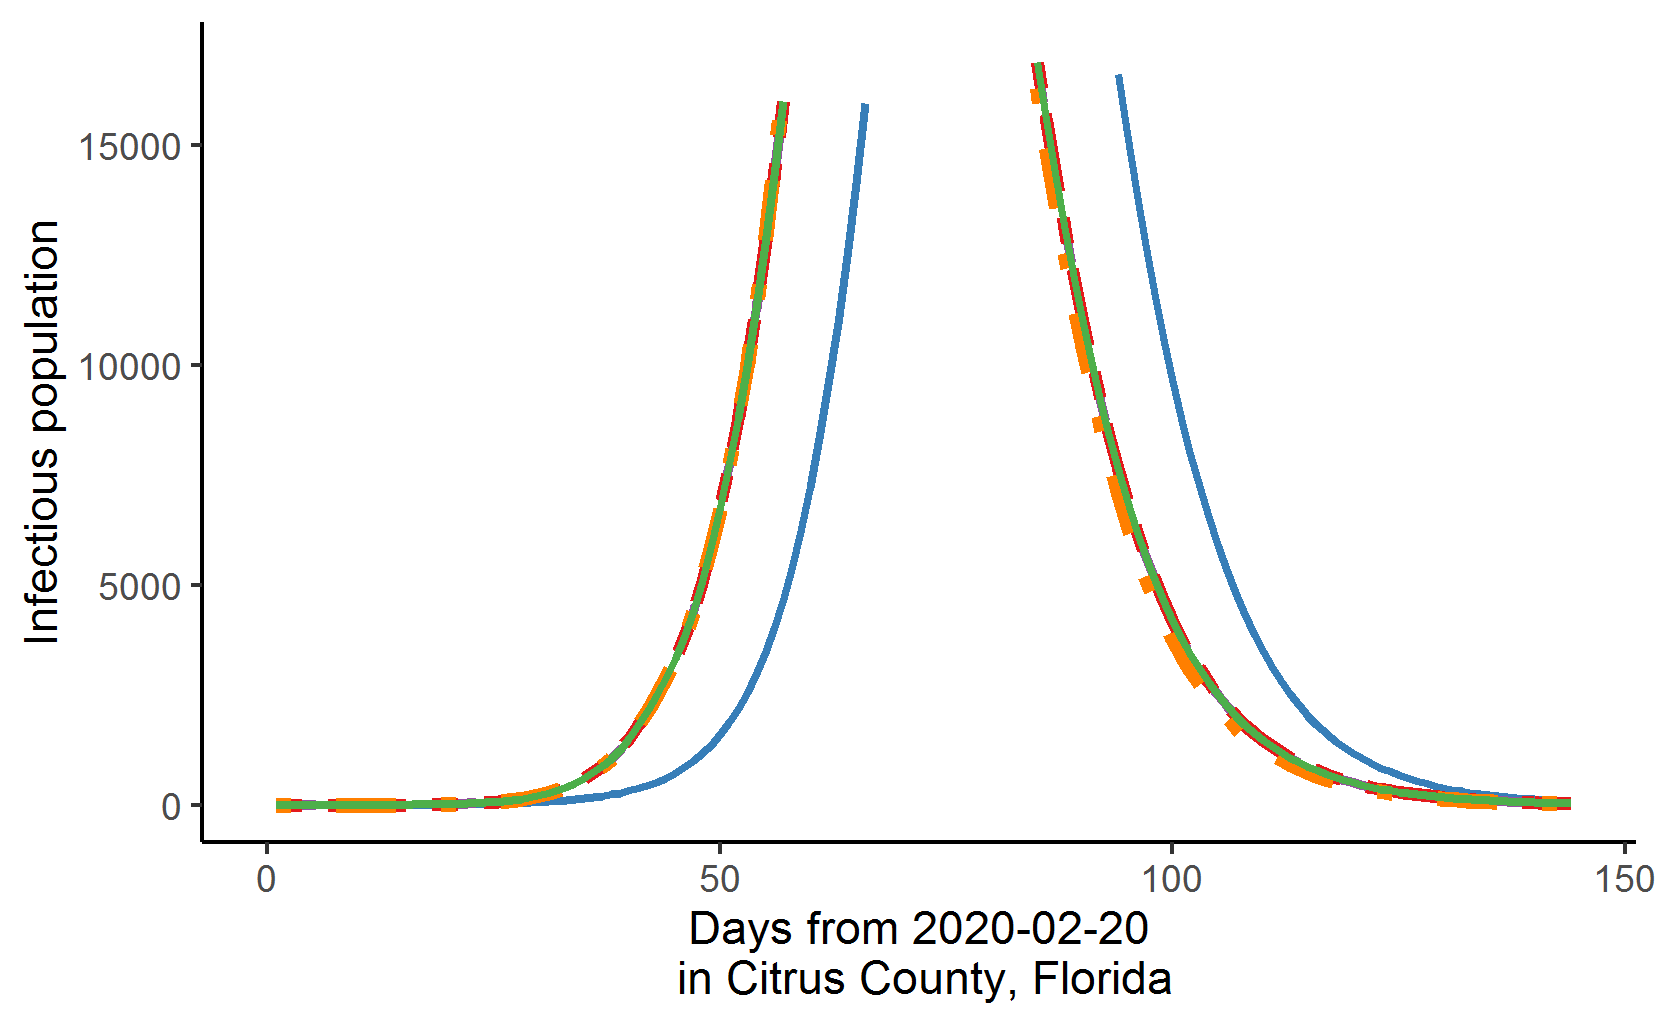 Infectious population
15000
10000
5000
0
0 50 100 150
Days from 2020-02-20
in Citrus County, Florida